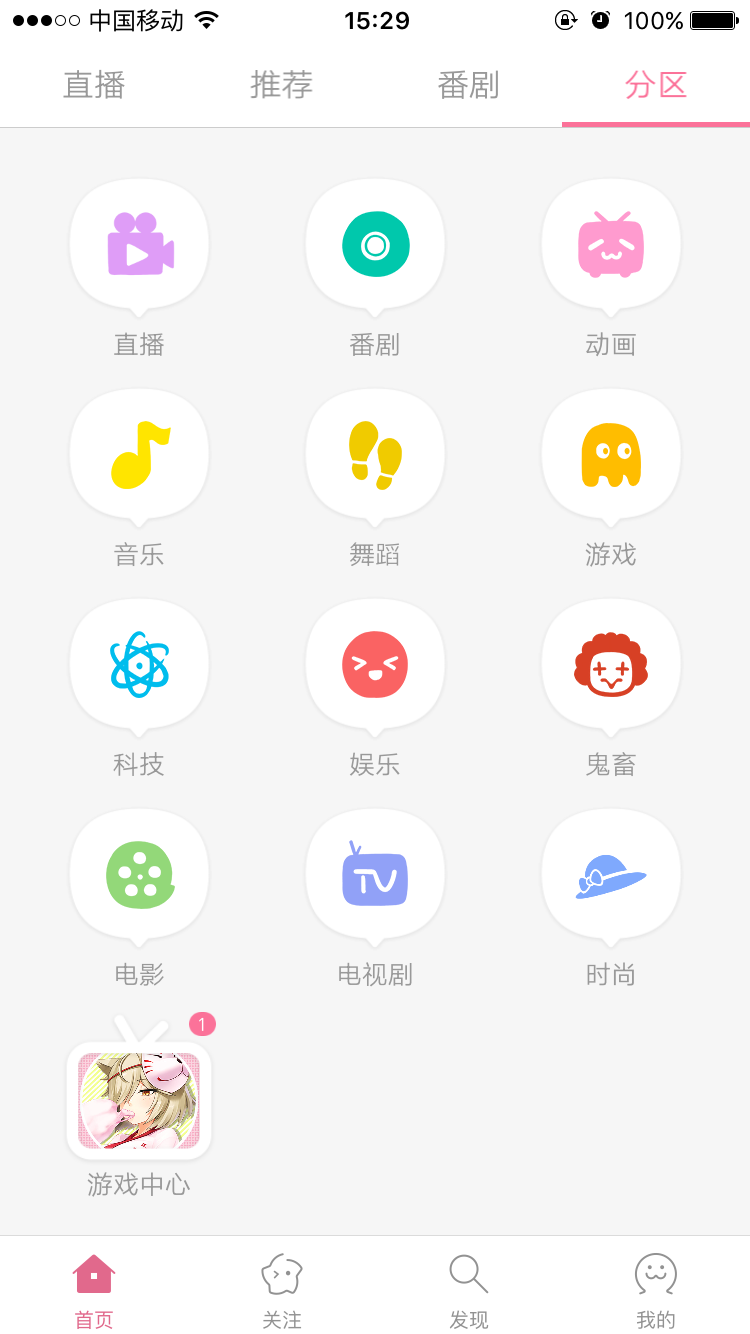 中国移动 15:29 100%
直播 推荐 番剧 分区
直播 番剧 动画
音乐 舞蹈 游戏
科技 娱乐 鬼畜
TV
电影 电视剧 时尚
1
游戏中心
首页 关注 发现 我的